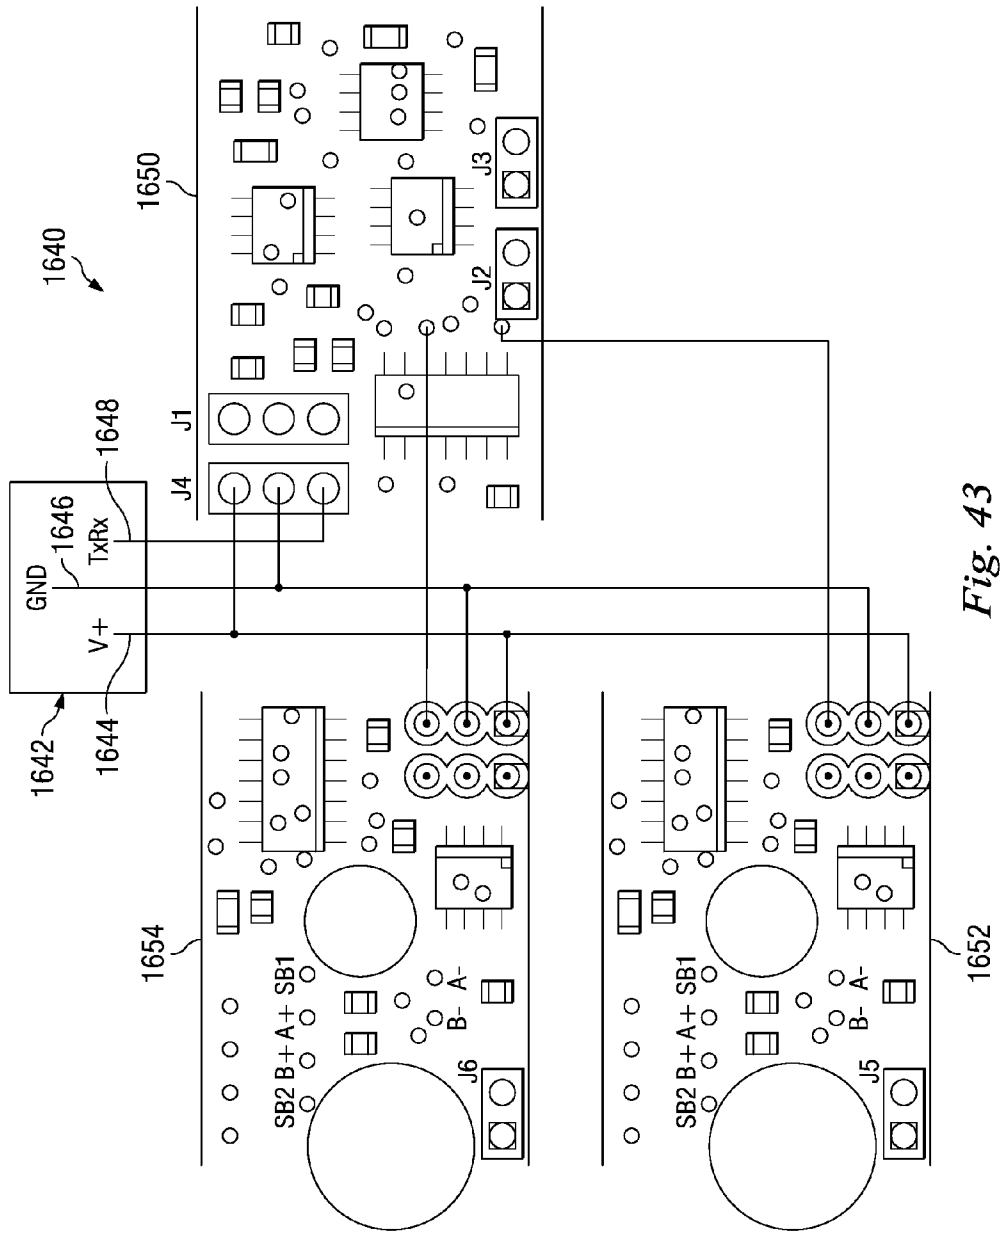 1640
1650
J3
J2
J1
J4
1648
1646
TxRx
GND
V+
1644
1642
1654
SB2 B+ A+ SB1
B- A-
J6
1652
SB2 B+ A+ SB1
B- A-
J5
Fig. 43